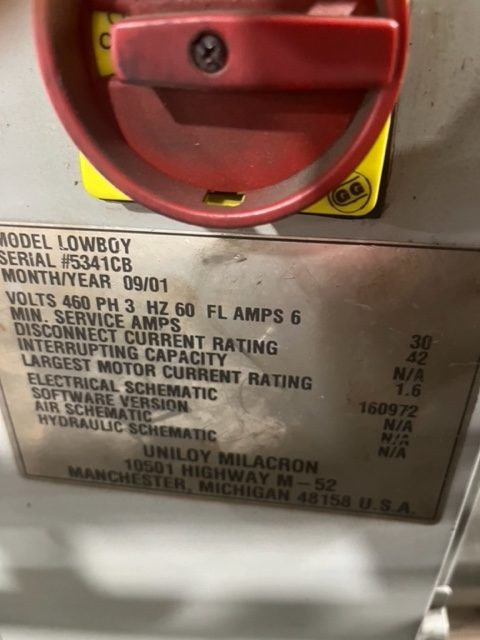 MODEL LOWBOY
SERIAL #5341CB
MONTH/YEAR 09/01
VOLTS 460 PH 3 HZ 60 FL AMPS 6
MIN. SERVICE AMPS 30
DISCONNECT CURRENT RATING 42
INTERRUPTING CAPACITY N/A
LARGEST MOTOR CURRENT RATING 1.6
ELECTRICAL SCHEMATIC 160972
SOFTWARE VERSION N/A
AIR SCHEMATIC N/A
HYDRAULIC SCHEMATIC N/A
UNILOY MILACRON
10501 HIGHWAY M-52
MANCHESTER, MICHIGAN 48158 U.S.A.
GG